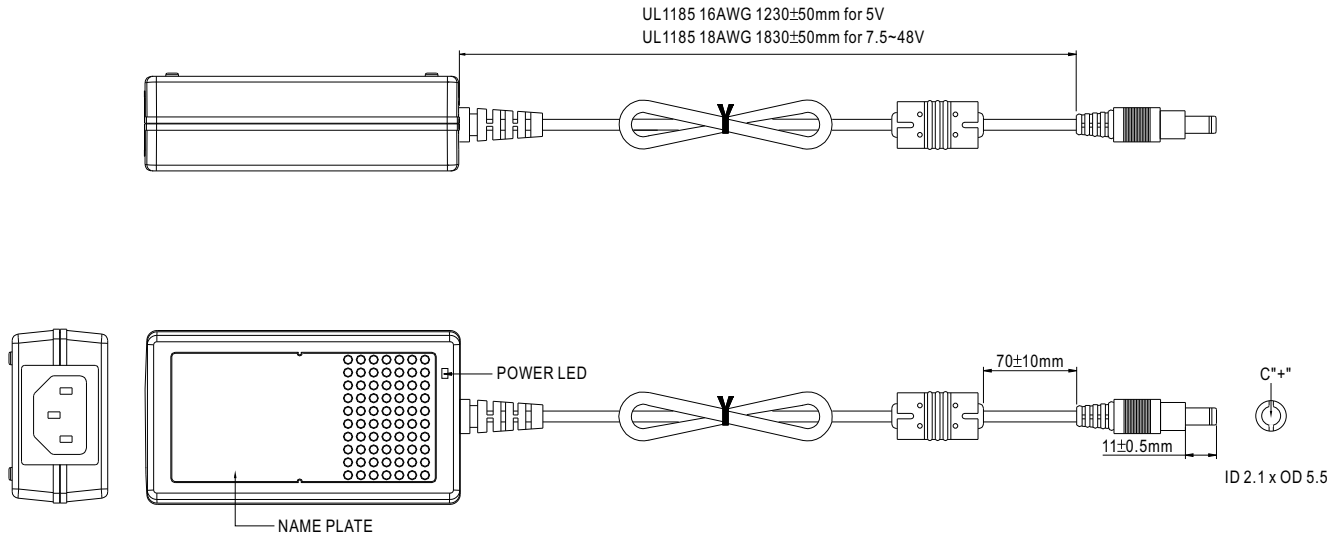 UL1185 16AWG 1230±50mm for 5V
UL1185 18AWG 1830±50mm for 7.5~48V
POWER LED
70±10mm
C"+"
11±0.5mm
ID 2.1 x OD 5.5
NAME PLATE